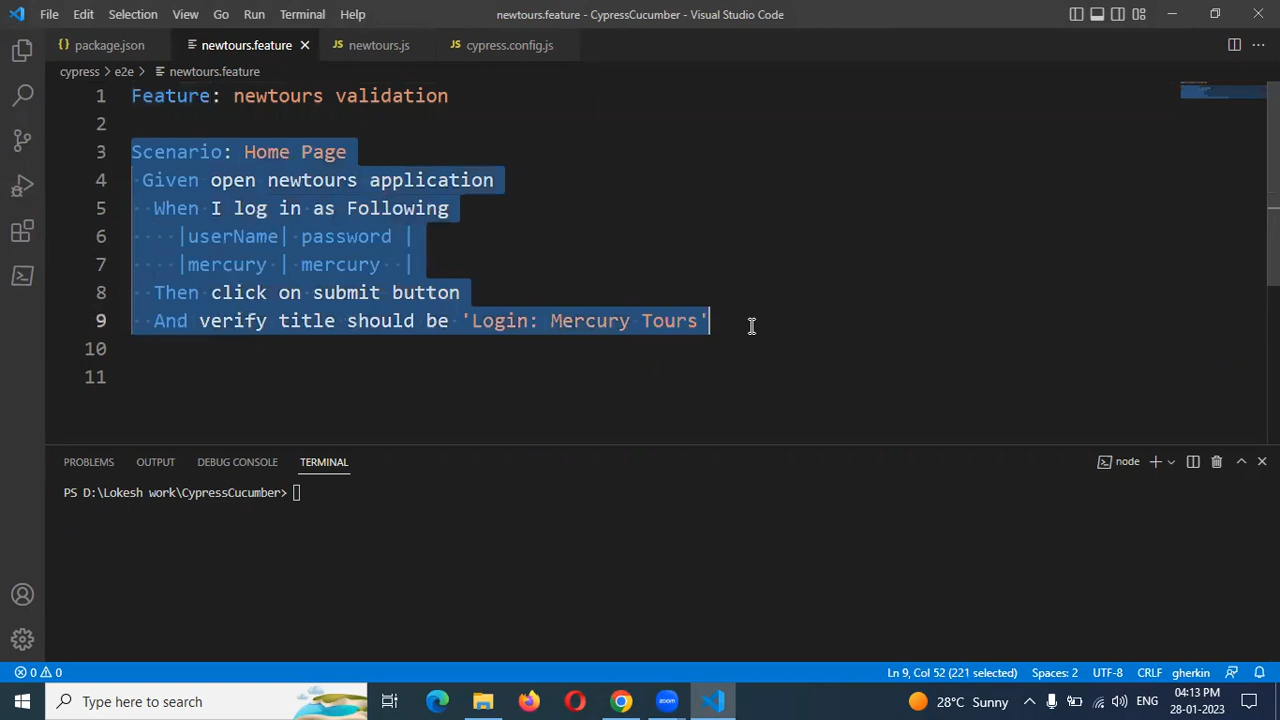 File Edit Selection View Go Run Terminal Help newtours.feature - CypressCucumber - Visual Studio Code
{} package.json newtours.feature JS newtours.js JS cypress.config.js
cypress > e2e > newtours.feature
1 Feature: newtours validation
2
3 Scenario: Home Page
4 Given open newtours application
5 When I log in as Following
6 |userName| password |
7 |mercury | mercury |
8 Then click on submit button
9 And verify title should be 'Login: Mercury Tours'
10
11
PROBLEMS OUTPUT DEBUG CONSOLE TERMINAL node
PS D:\Lokesh work\CypressCucumber>
0 0 Ln 9, Col 52 (221 selected) Spaces: 2 UTF-8 CRLF gherkin
Type here to search zoom 28°C Sunny ENG 04:13 PM
28-01-2023